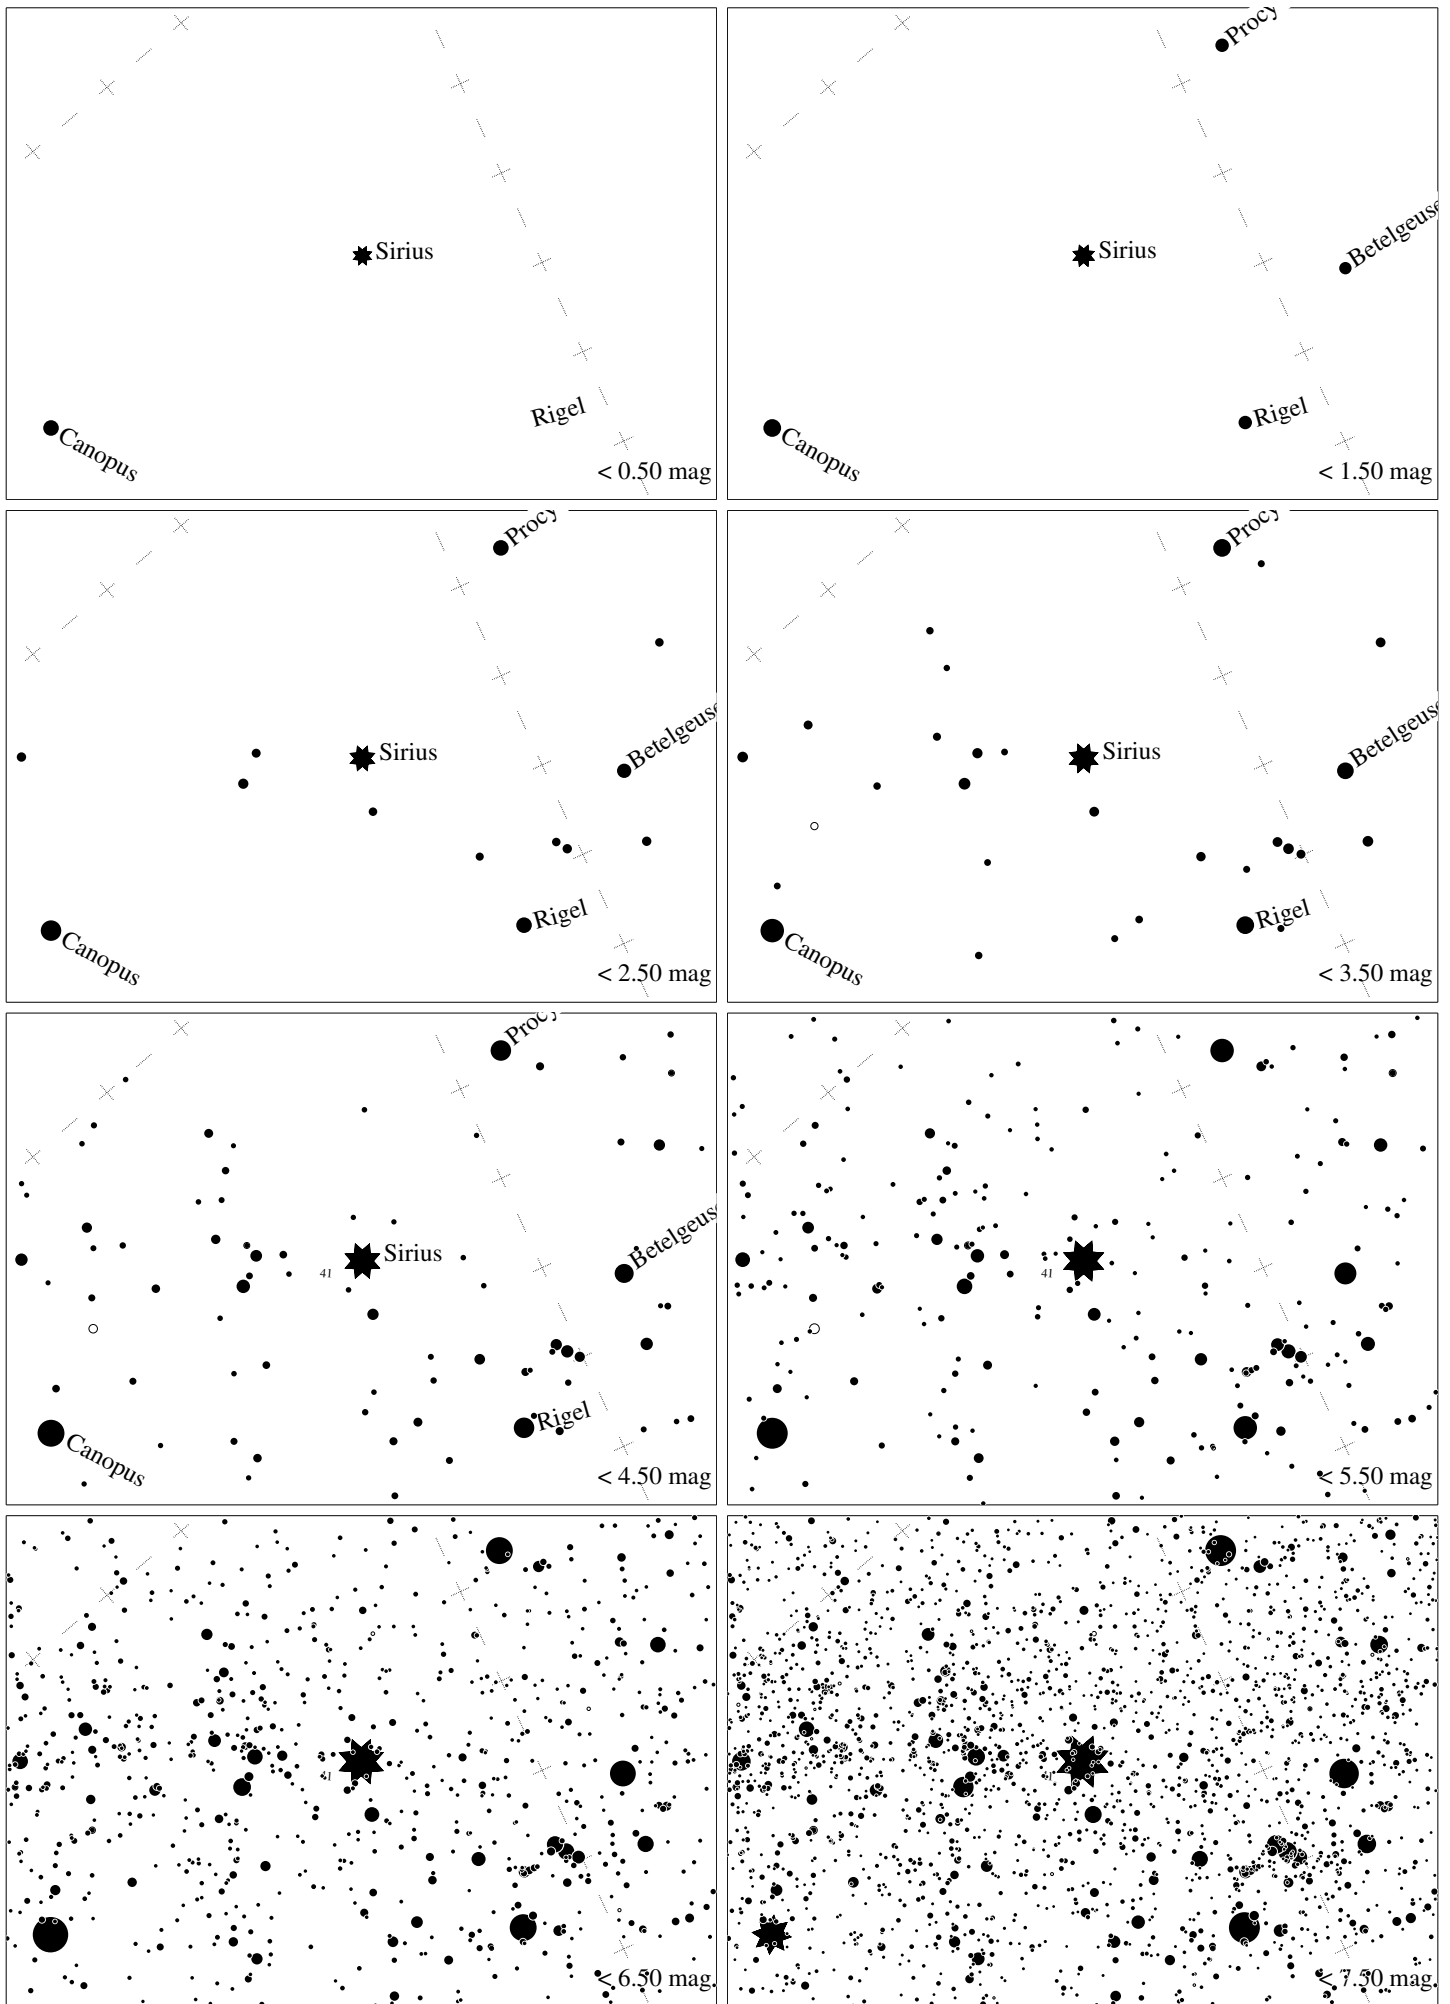 Sirius
Rigel
Canopus
< 0.50 mag
Procy
Betelgeuse
Sirius
Rigel
Canopus
< 1.50 mag
Procy
Betelgeuse
Sirius
Rigel
Canopus
< 2.50 mag
Procy
Betelgeuse
Sirius
Rigel
Canopus
< 3.50 mag
Procy
Betelgeuse
Sirius
41
Rigel
Canopus
< 4.50 mag
41
< 5.50 mag
< 6.50 mag
< 7.50 mag